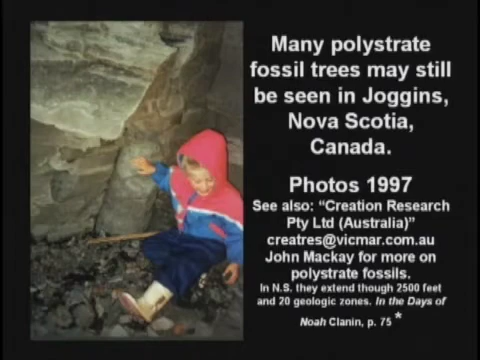 Many polystrate
fossil trees may still
be seen in Joggins,
Nova Scotia,
Canada.
Photos 1997
See also: “Creation Research
Pty Ltd (Australia)”
creatres@vicmar.com.au
John Mackay for more on
polystrate fossils.
In N.S. they extend though 2500 feet
and 20 geologic zones. In the Days of
Noah Clanin, p. 75 *